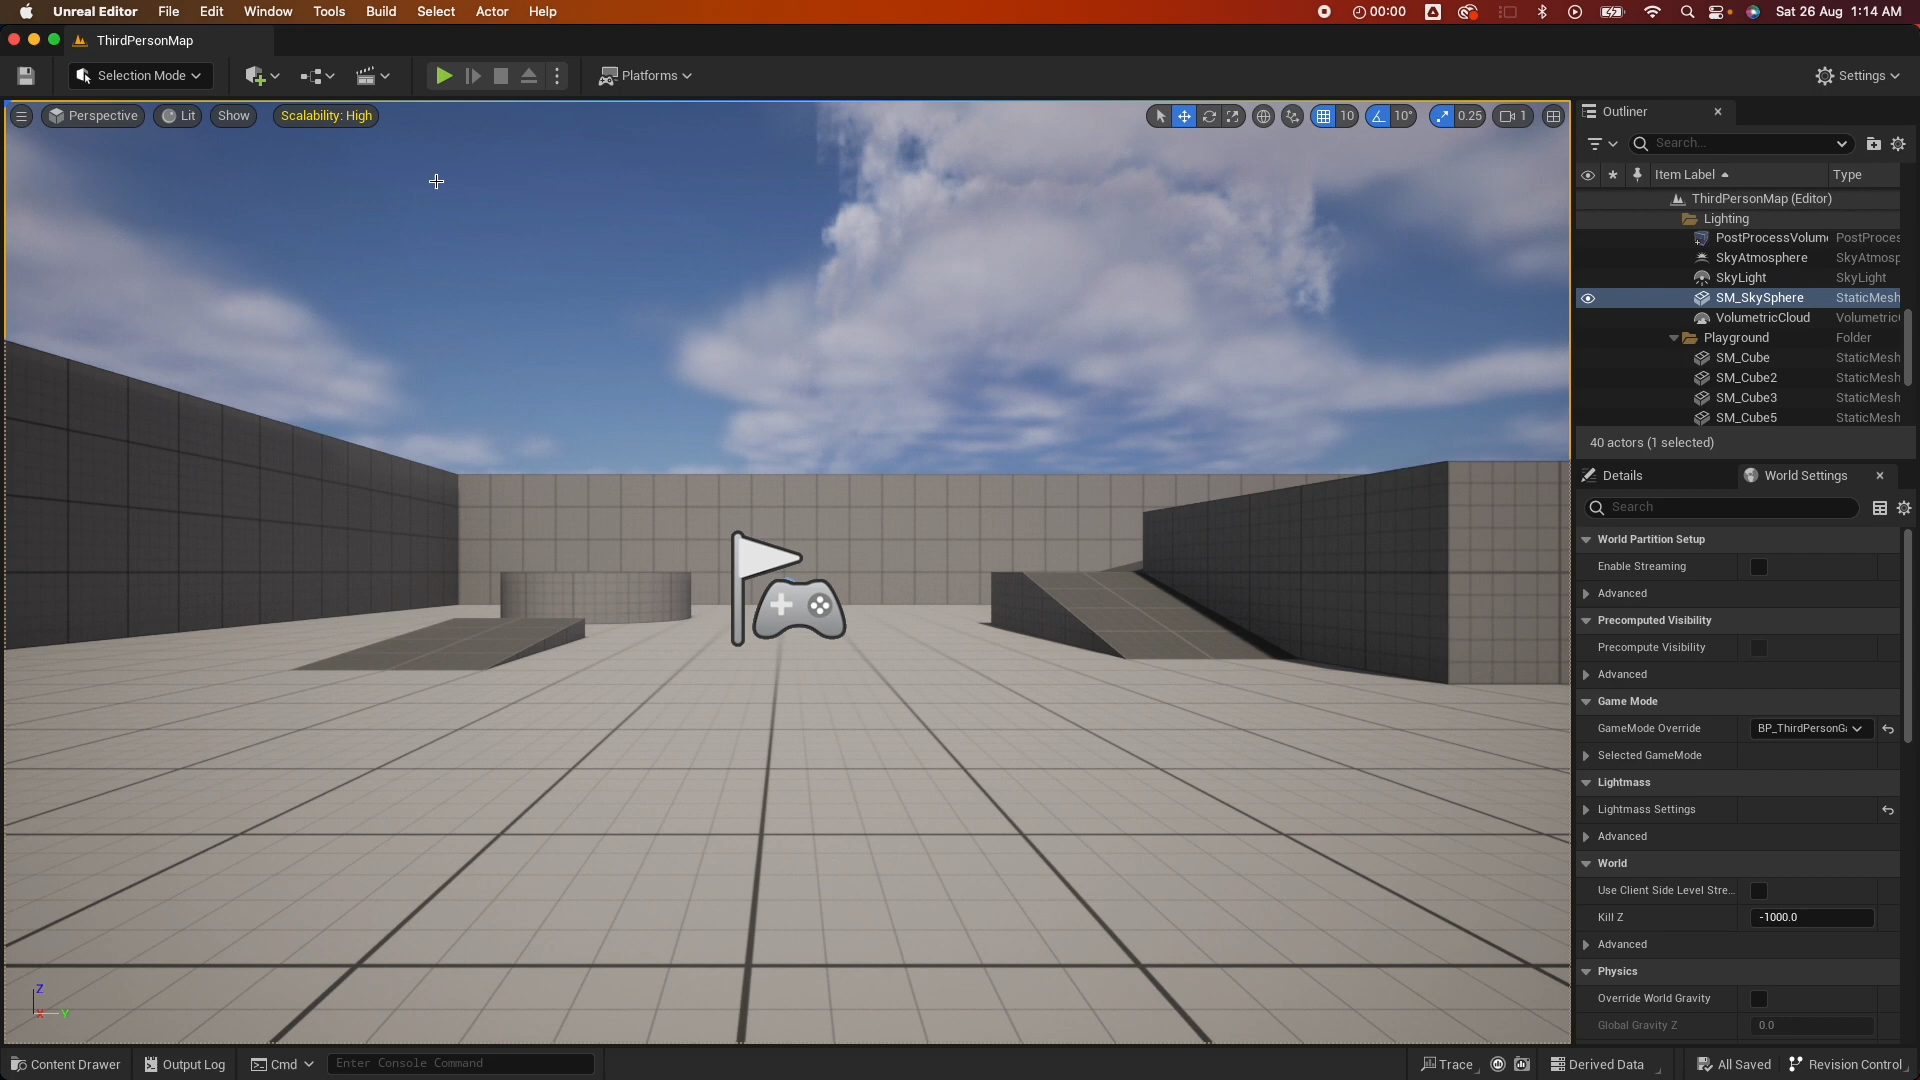 Unreal Editor File Edit Window Tools Build Select Actor Help 00:00 Sat 26 Aug 1:14 AM
ThirdPersonMap
Selection Mode Platforms Settings
Perspective Lit Show Scalability: High 10 10° 0.25 1
Outliner
Search...
Item Label Type
ThirdPersonMap (Editor)
Lighting
PostProcessVolum PostProces
SkyAtmosphere SkyAtmosp
SkyLight SkyLight
SM_SkySphere StaticMesh
VolumetricCloud Volumetric
Playground Folder
SM_Cube StaticMesh
SM_Cube2 StaticMesh
SM_Cube3 StaticMesh
SM_Cube5 StaticMesh
40 actors (1 selected)
Details World Settings
Search
World Partition Setup
Enable Streaming
Advanced
Precomputed Visibility
Precompute Visibility
Advanced
Game Mode
GameMode Override BP_ThirdPersonG
Selected GameMode
Lightmass
Lightmass Settings
Advanced
World
Use Client Side Level Stre...
Kill Z -1000.0
Advanced
Physics
Override World Gravity
Global Gravity Z 0.0
Z
X Y
Content Drawer Output Log Cmd Enter Console Command Trace Derived Data All Saved Revision Control